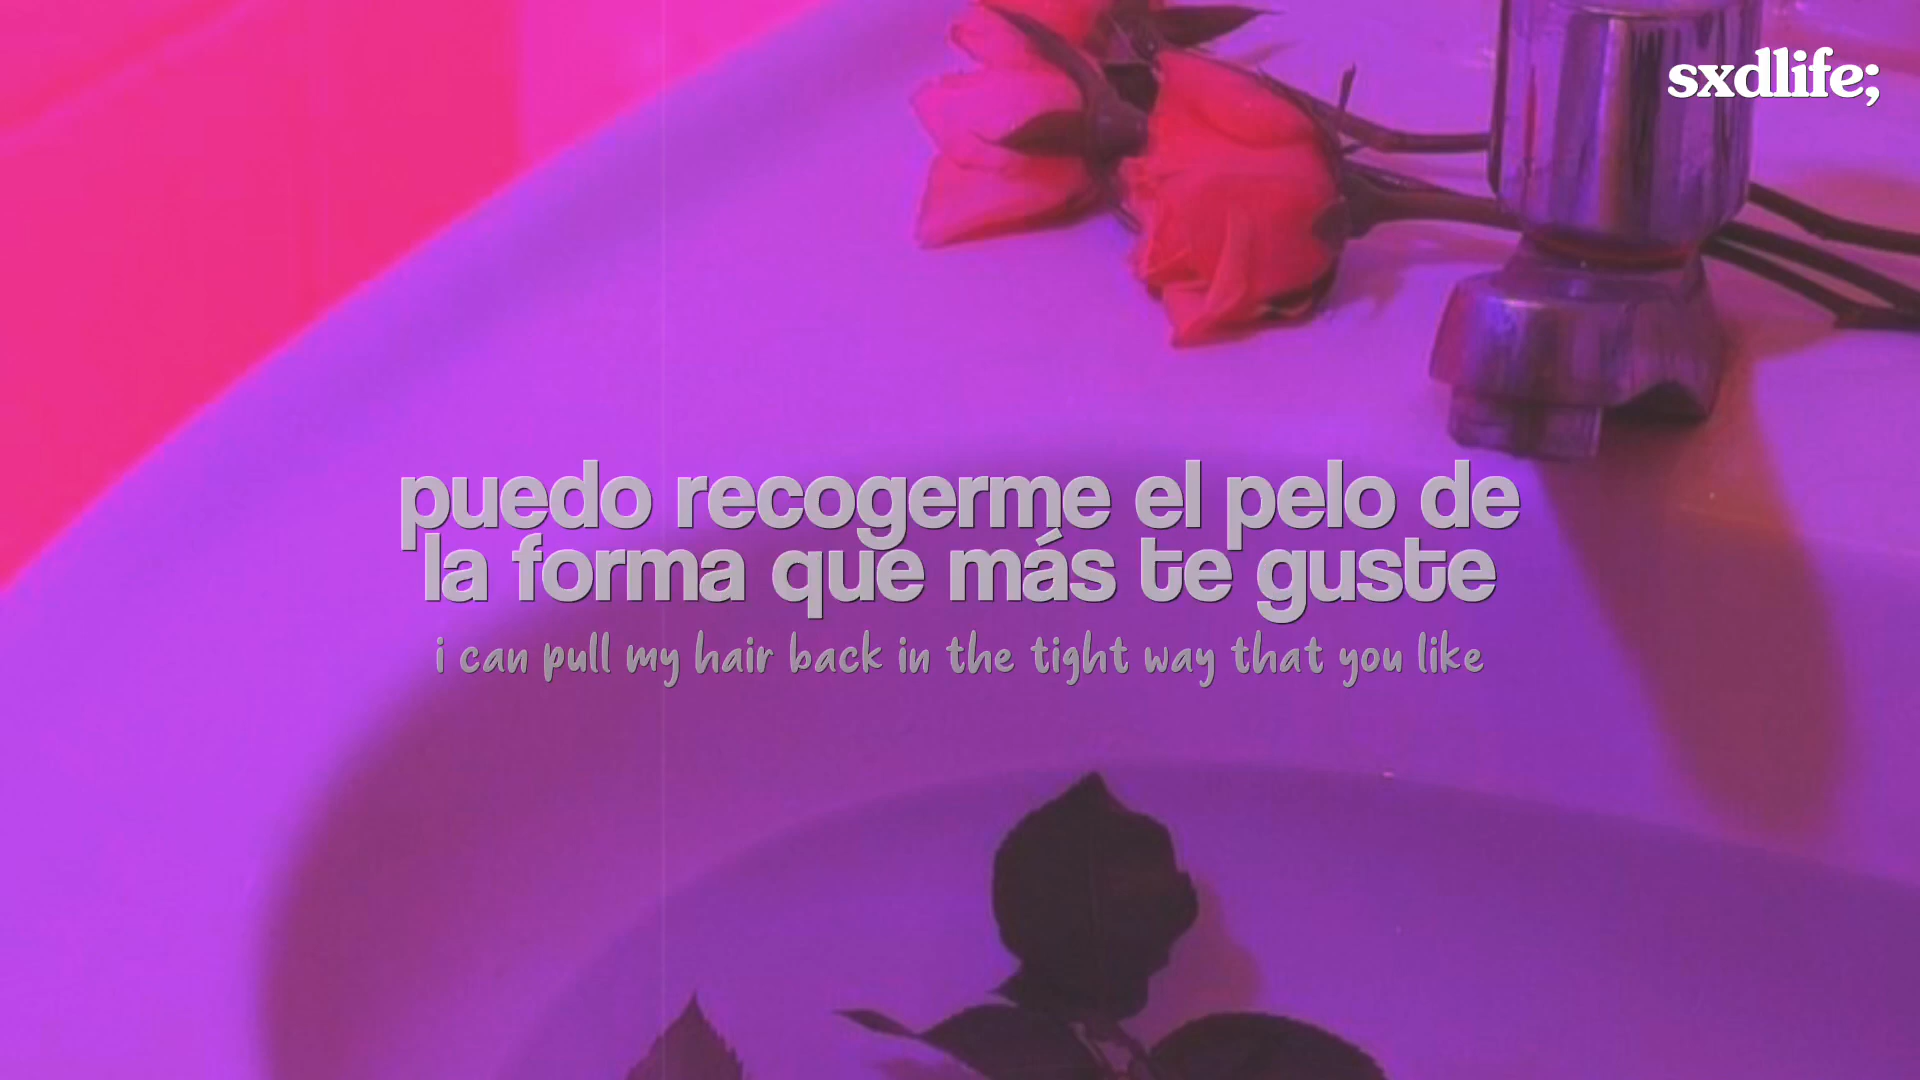 sxdlife;
puedo recogerme el pelo de
la forma que más te guste
i can pull my hair back in the tight way that you like